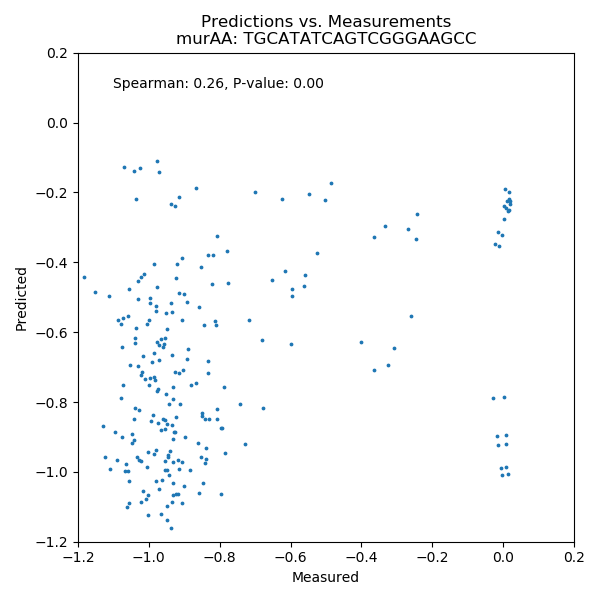 Predictions vs. Measurements
murAA: TGCATATCAGTCGGGAAGCC
Spearman: 0.26, P-value: 0.00
0.2
0.0
−0.2
−0.4
−0.6
−0.8
−1.0
−1.2
Predicted
−1.2 −1.0 −0.8 −0.6 −0.4 −0.2 0.0 0.2
Measured